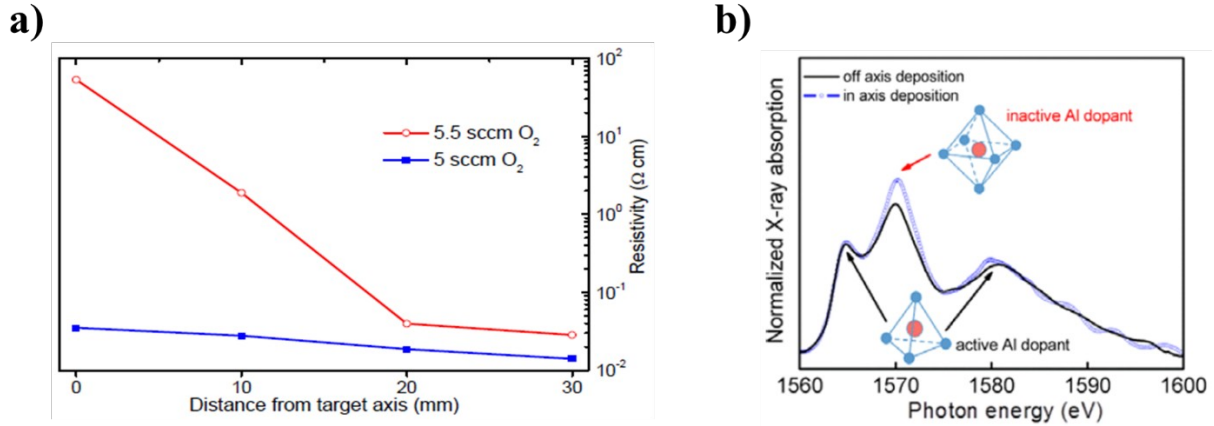 a)
5.5 sccm O₂
5 sccm O₂
10²
10¹
10⁰
10⁻¹
10⁻²
Resistivity (Ω cm)
0
10
20
30
Distance from target axis (mm)
b)
off axis deposition
in axis deposition
inactive Al dopant
active Al dopant
Normalized X-ray absorption
1560
1570
1580
1590
1600
Photon energy (eV)